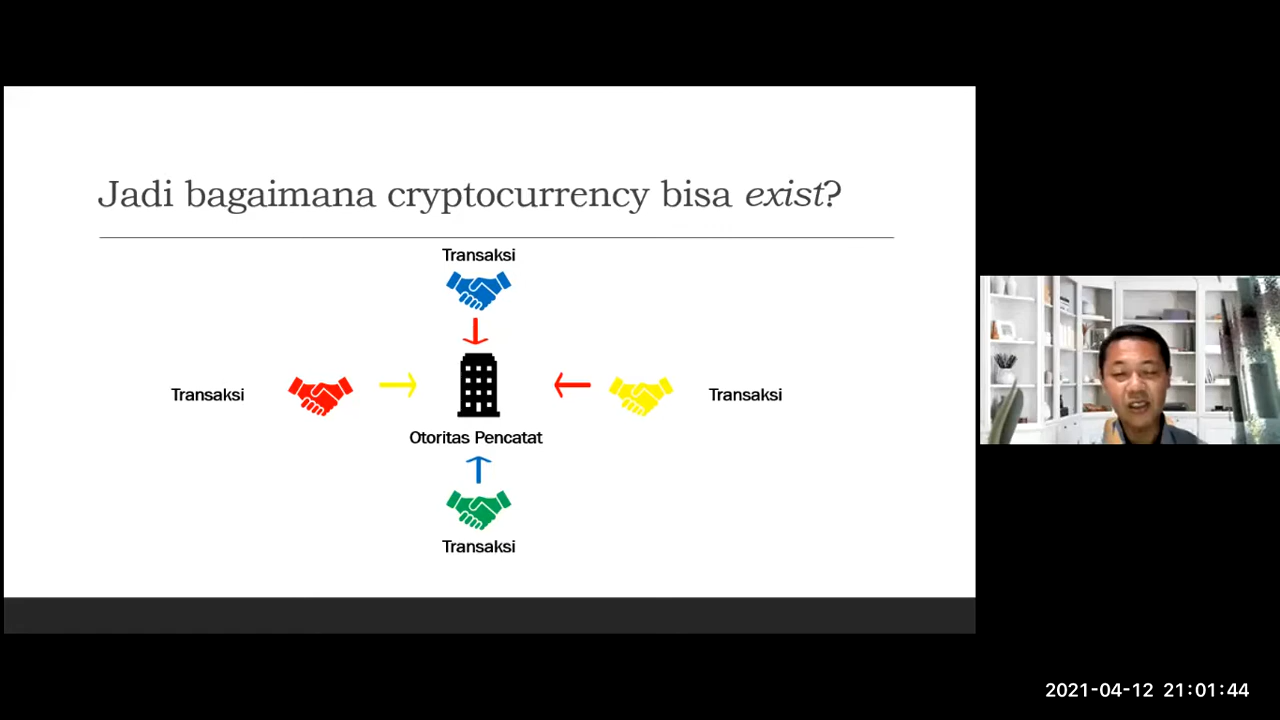 Jadi bagaimana cryptocurrency bisa exist?
Transaksi
Transaksi
Transaksi
Otoritas Pencatat
Transaksi
2021-04-12 21:01:44